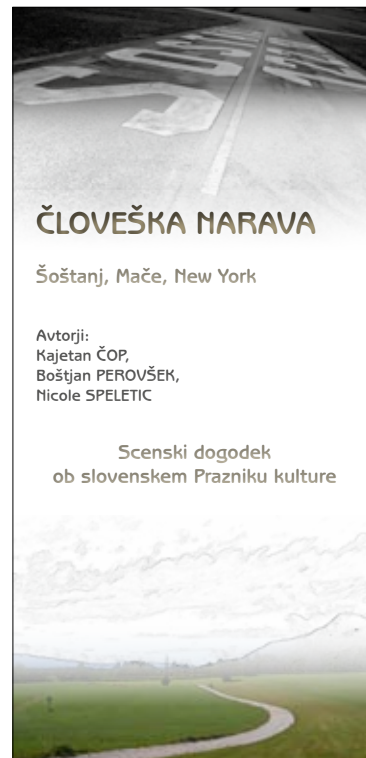 ČLOVEŠKA NARAVA
Šoštanj, Mače, New York
Avtorji:
Kajetan ČOP,
Boštjan PEROVŠEK,
Nicole SPELETIC
Scenski dogodek
ob slovenskem Prazniku kulture